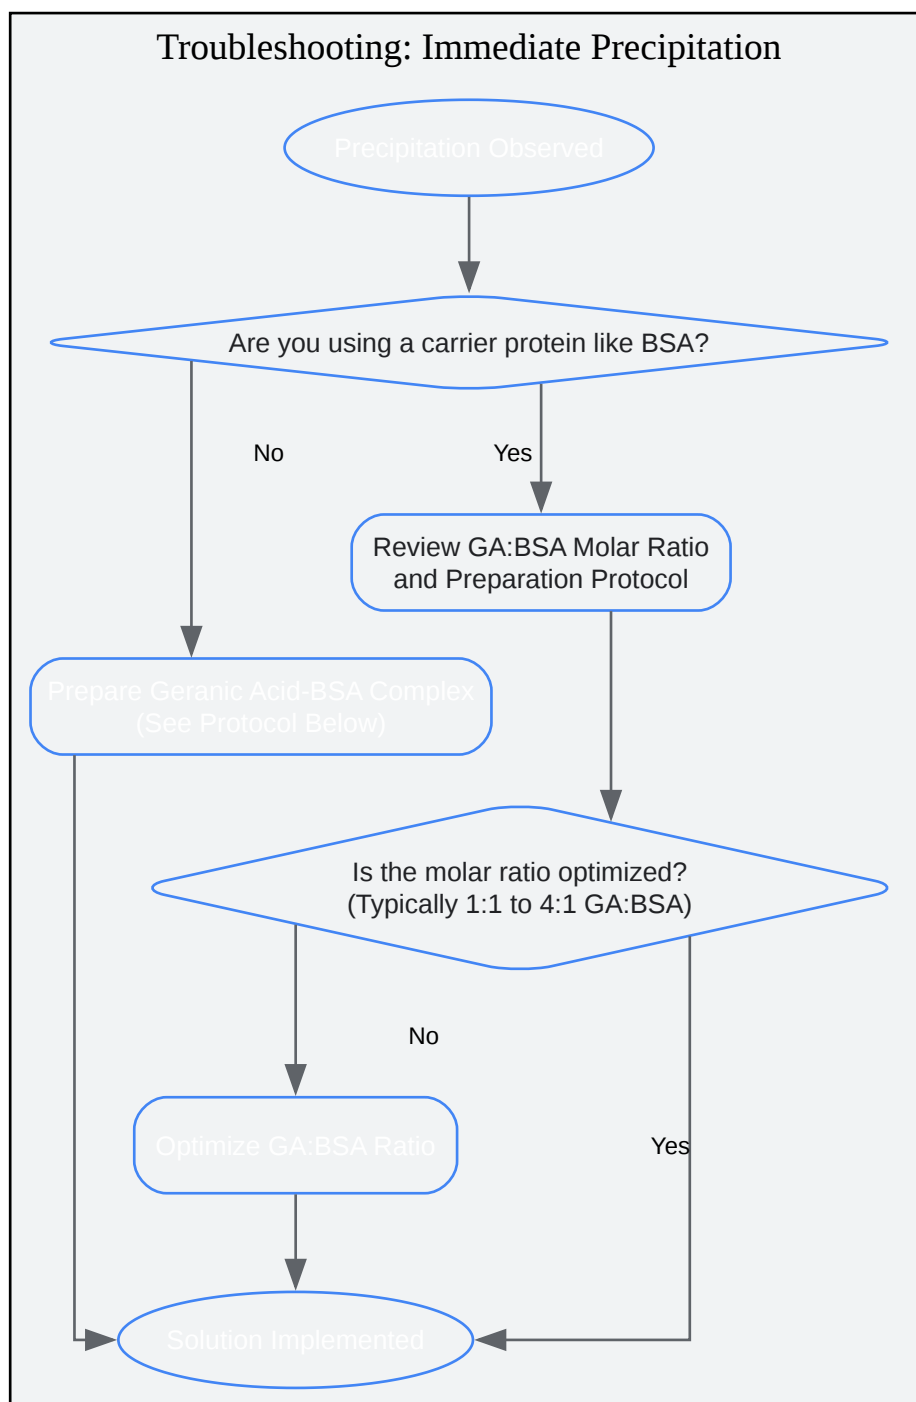 Troubleshooting: Immediate Precipitation
Precipitation Observed
Are you using a carrier protein like BSA?
No
Yes
Review GA:BSA Molar Ratio
and Preparation Protocol
Prepare Geranic Acid-BSA Complex
(See Protocol Below)
Is the molar ratio optimized?
(Typically 1:1 to 4:1 GA:BSA)
No
Optimize GA:BSA Ratio
Yes
Solution Implemented